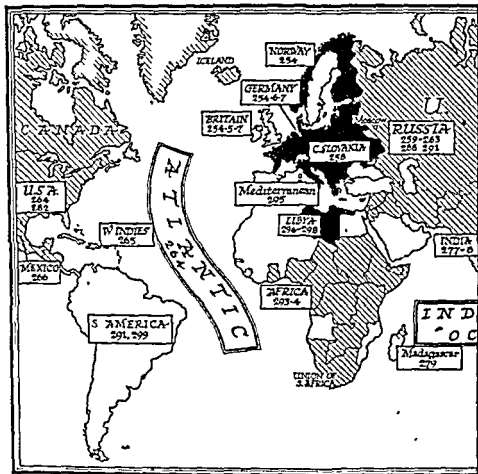 NORWAY
254
ICELAND
GERMANY
254-6-7
BRITAIN
254-5-7
Moscow
U
RUSSIA
259-263
288 291
CANADA
C. SLOVAKIA
258
U.S.A
264
282
Mediterranean
295
LIBYA
296-298
W INDIES
265
ATLANTIC
INDIA
277-8
MEXICO
266
AFRICA
293-4
S AMERICA
291, 299
IND
OC
Madagascar
279
UNION OF
S. AFRICA